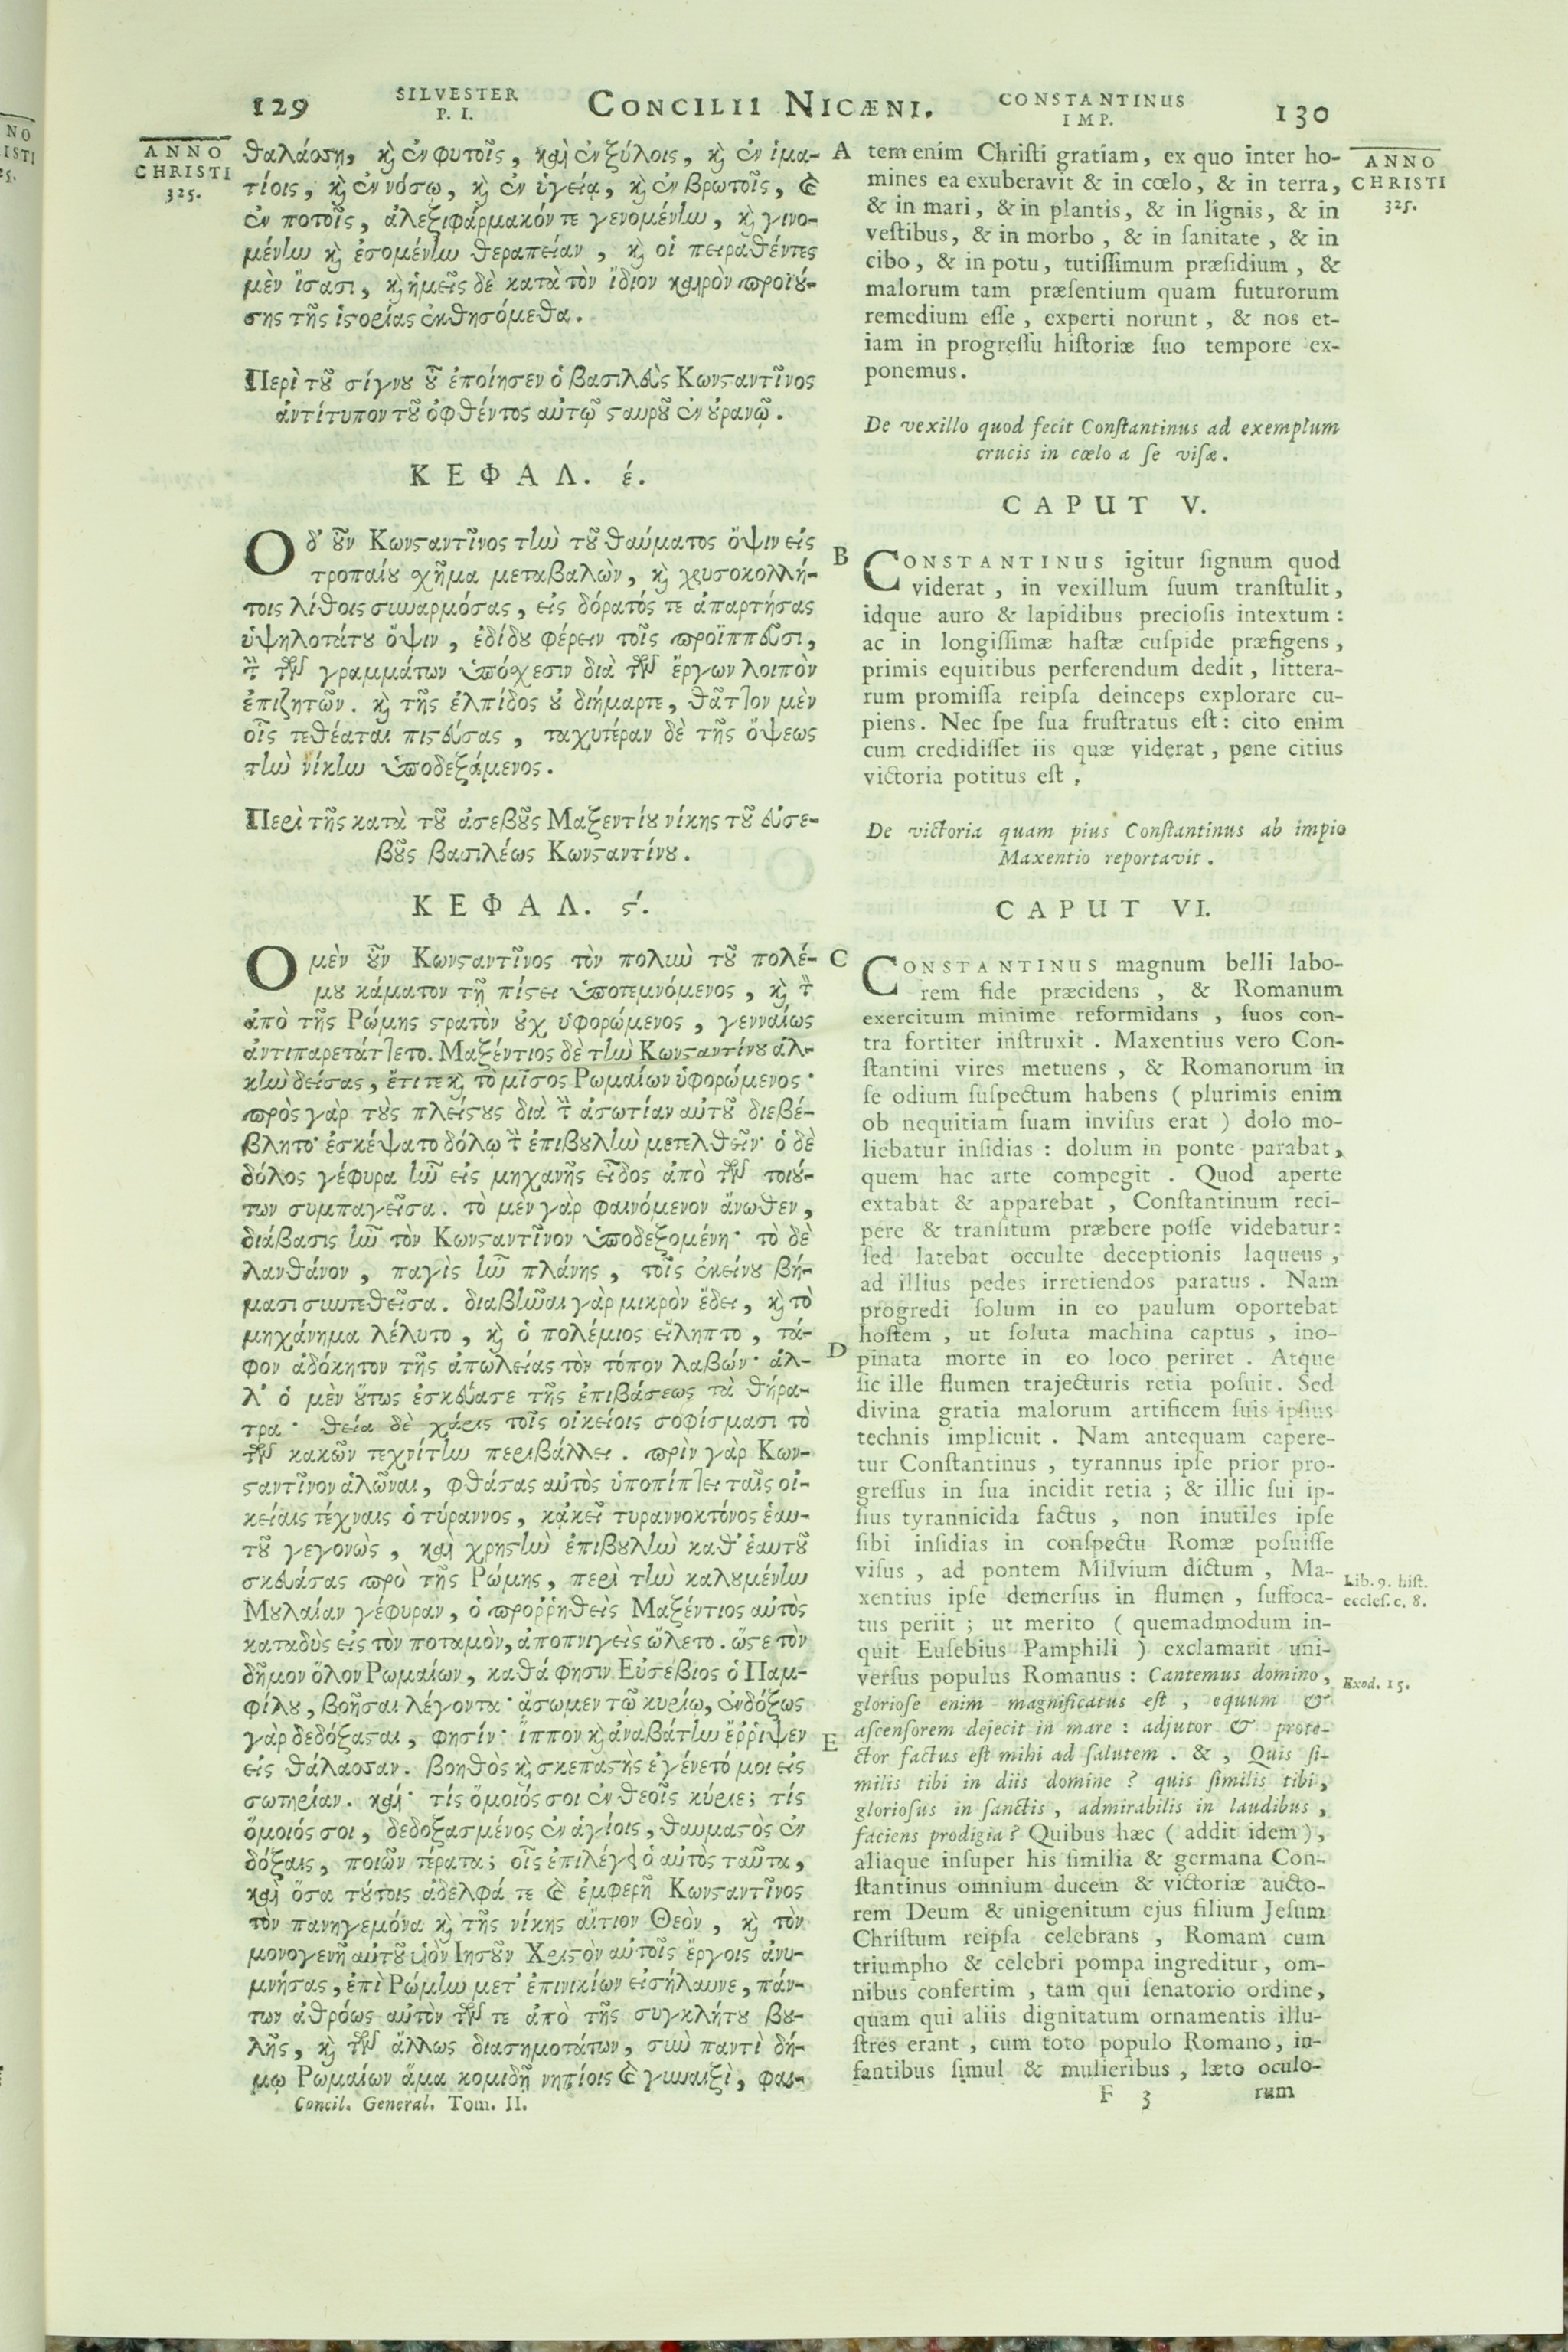 129
SILVESTER
P. I.
CONCILII NICÆNI.
CONSTANTINUS
IMP.
130
ANNO
CHRISTI
325.
θαλάσσῃ, καὶ ἐν φυτοῖς, καὶ ἐν ξύλοις, καὶ ἐν ἱμα-
τίοις, καὶ ἐν νόσῳ, καὶ ἐν ὑγείᾳ, καὶ ἐν βρωτοῖς, καὶ
ἐν ποτοῖς, ἀλεξιφάρμακόν τε γενομένην, καὶ γινο-
μένην καὶ ἐσομένην θεραπείαν, καὶ οἱ πειραθέντες
μὲν ἴσασι, καὶ ἡμεῖς δὲ κατὰ τὸν ἴδιον καιρὸν προϊού-
σης τῆς ἱστορίας ἐκθησόμεθα.
Περὶ τοῦ σίγνου οὗ ἐποίησεν ὁ βασιλεὺς Κωνσταντῖνος
ἀντίτυπον τοῦ ὀφθέντος αὐτῷ σταυροῦ ἐν οὐρανῷ.
ΚΕΦΑΛ. έ.
Ο δ' οὖν Κωνσταντῖνος τὴν τοῦ θαύματος ὄψιν εἰς
τροπαίου σχῆμα μεταβαλὼν, καὶ χρυσοκολλή-
τοις λίθοις συναρμόσας, εἰς δόρατός τε ἀπαρτήσας
ὑψηλοτάτου ὄψιν, ἐδίδου φέρειν τοῖς προϊππεῦσι,
τὴν τῶν γραμμάτων ὑπόσχεσιν διὰ τῶν ἔργων λοιπὸν
ἐπιζητῶν. καὶ τῆς ἐλπίδος οὐ διήμαρτε, θᾶττον μὲν
οἷς τεθέαται πιστεύσας, ταχυτέραν δὲ τῆς ὄψεως
τὴν νίκην ὑποδεξάμενος.
Περὶ τῆς κατὰ τοῦ ἀσεβοῦς Μαξεντίου νίκης τοῦ εὐσε-
βοῦς βασιλέως Κωνσταντίνου.
ΚΕΦΑΛ. ϛ́.
Ο μὲν οὖν Κωνσταντῖνος τὸν πολὺν τοῦ πολέ-
μου κάματον τῇ πίστει ὑποτεμνόμενος, καὶ τὸν
ἀπὸ τῆς Ρώμης στρατὸν οὐχ ὑφορώμενος, γενναίως
ἀντιπαρετάττετο. Μαξέντιος δὲ τὴν Κωνσταντίνου ἀλ-
κὴν δείσας, ἔτι τε καὶ τὸ μῖσος Ρωμαίων ὑφορώμενος·
πρὸς γὰρ τοὺς πλείστους διὰ τὴν ἀσωτίαν αὐτοῦ διεβέ-
βλητο· ἐσκέψατο δόλῳ τὴν ἐπιβουλὴν μετελθεῖν· ὁ δὲ
δόλος γέφυρα ἦν εἰς μηχανῆς εἶδος ἀπὸ τῶν τοιού-
των συμπαγεῖσα. τὸ μὲν γὰρ φαινόμενον ἄνωθεν,
διάβασις ἦν τὸν Κωνσταντῖνον ὑποδεξομένη· τὸ δὲ
λανθάνον, παγὶς ἦν πλάνης, τοῖς ἐκείνου βή-
μασι συντεθεῖσα. διαβῆναι γὰρ μικρὸν ἔδει, καὶ τὸ
μηχάνημα λέλυτο, καὶ ὁ πολέμιος εἴληπτο, τά-
φον ἀδόκητον τῆς ἀπωλείας τὸν τόπον λαβών· ἀλ-
λ' ὁ μὲν οὕτως ἐσκεύασε τῆς ἐπιβάσεως τὰ θήρα-
τρα· θεία δὲ χάρις τοῖς οἰκείοις σοφίσμασι τὸ
τῶν κακῶν τεχνίτην περιβάλλει. πρὶν γὰρ Κων-
σταντῖνον ἁλῶναι, φθάσας αὐτὸς ὑποπίπτει ταῖς οἰ-
κείαις τέχναις ὁ τύραννος, κᾀκεῖ τυραννοκτόνος ἑαυ-
τοῦ γεγονὼς, καὶ χρηστὴν ἐπιβουλὴν καθ' ἑαυτοῦ
σκευάσας πρὸ τῆς Ρώμης, περὶ τὴν καλουμένην
Μουλαίαν γέφυραν, ὁ προῤῥηθεὶς Μαξέντιος αὐτὸς
καταδὺς εἰς τὸν ποταμὸν, ἀποπνιγεὶς ὤλετο. ὥστε τὸν
δῆμον ὅλον Ρωμαίων, καθά φησιν Εὐσέβιος ὁ Παμ-
φίλου, βοῆσαι λέγοντα· ᾄσωμεν τῷ κυρίῳ, ἐνδόξως
γὰρ δεδόξασται, φησίν· ἵππον καὶ ἀναβάτην ἔῤῥιψεν
εἰς θάλασσαν. βοηθὸς καὶ σκεπαστὴς ἐγένετό μοι εἰς
σωτηρίαν. καὶ· τίς ὅμοιός σοι ἐν θεοῖς κύριε; τίς
ὅμοιός σοι, δεδοξασμένος ἐν ἁγίοις, θαυμαστὸς ἐν
δόξαις, ποιῶν τέρατα; οἷς ἐπιλέγει ὁ αὐτὸς ταῦτα,
καὶ ὅσα τούτοις ἀδελφά τε καὶ ἐμφερῆ Κωνσταντῖνος
τὸν πανηγεμόνα καὶ τῆς νίκης αἴτιον Θεὸν, καὶ τὸν
μονογενῆ αὐτοῦ υἱὸν Ιησοῦν Χριστὸν αὐτοῖς ἔργοις ἀνυ-
μνήσας, ἐπὶ Ρώμην μετ' ἐπινικίων εἰσήλαυνε, πάν-
των ἀθρόως αὐτὸν τῶν τε ἀπὸ τῆς συγκλήτου βου-
λῆς, καὶ τῶν ἄλλως διασημοτάτων, σὺν παντὶ δή-
μῳ Ρωμαίων ἅμα κομιδῇ νηπίοις καὶ γυναιξὶ, φαι-
Concil. General. Tom. II.
A
B
C
D
E
tem enim Christi gratiam, ex quo inter ho-
mines ea exuberavit & in cœlo, & in terra,
& in mari, & in plantis, & in lignis, & in
vestibus, & in morbo, & in sanitate, & in
cibo, & in potu, tutissimum præsidium, &
malorum tam præsentium quam futurorum
remedium esse, experti norunt, & nos et-
iam in progressu historiæ suo tempore ex-
ponemus.
De vexillo quod fecit Constantinus ad exemplum
crucis in cœlo a se visæ.
CAPUT V.
CONSTANTINUS igitur signum quod
viderat, in vexillum suum transtulit,
idque auro & lapidibus preciosis intextum:
ac in longissimæ hastæ cuspide præfigens,
primis equitibus perferendum dedit, littera-
rum promissa reipsa deinceps explorare cu-
piens. Nec spe sua frustratus est: cito enim
cum credidisset iis quæ viderat, pene citius
victoria potitus est.
De victoria quam pius Constantinus ab impio
Maxentio reportavit.
CAPUT VI.
CONSTANTINUS magnum belli labo-
rem fide præcidens, & Romanum
exercitum minime reformidans, suos con-
tra fortiter instruxit. Maxentius vero Con-
stantini vires metuens, & Romanorum in
se odium suspectum habens (plurimis enim
ob nequitiam suam invisus erat) dolo mo-
liebatur insidias: dolum in ponte parabat,
quem hac arte compegit. Quod aperte
extabat & apparebat, Constantinum reci-
pere & transitum præbere posse videbatur:
sed latebat occulte deceptionis laqueus,
ad illius pedes irretiendos paratus. Nam
progredi solum in eo paulum oportebat
hostem, ut soluta machina captus, ino-
pinata morte in eo loco periret. Atque
sic ille flumen trajecturis retia posuit. Sed
divina gratia malorum artificem suis ipsius
technis implicuit. Nam antequam capere-
tur Constantinus, tyrannus ipse prior pro-
gressus in sua incidit retia; & illic sui ip-
sius tyrannicida factus, non inutiles ipse
sibi insidias in conspectu Romæ posuisse
visus, ad pontem Milvium dictum, Ma-
xentius ipse demersus in flumen, suffoca-
tus periit; ut merito (quemadmodum in-
quit Eusebius Pamphili) exclamarit uni-
versus populus Romanus: Cantemus domino,
gloriose enim magnificatus est, equum &
ascensorem dejecit in mare: adjutor & prote-
ctor factus est mihi ad salutem. &, Quis si-
milis tibi in diis domine? quis similis tibi,
gloriosus in sanctis, admirabilis in laudibus,
faciens prodigia? Quibus hæc (addit idem),
aliaque insuper his similia & germana Con-
stantinus omnium ducem & victoriæ aucto-
rem Deum & unigenitum ejus filium Jesum
Christum reipsa celebrans, Romam cum
triumpho & celebri pompa ingreditur, om-
nibus confertim, tam qui senatorio ordine,
quam qui aliis dignitatum ornamentis illu-
stres erant, cum toto populo Romano, in-
fantibus simul & mulieribus, læto oculo-
F 3
rum
ANNO
CHRISTI
325.
Lib. 9. hist.
eccles. c. 8.
Exod. 15.